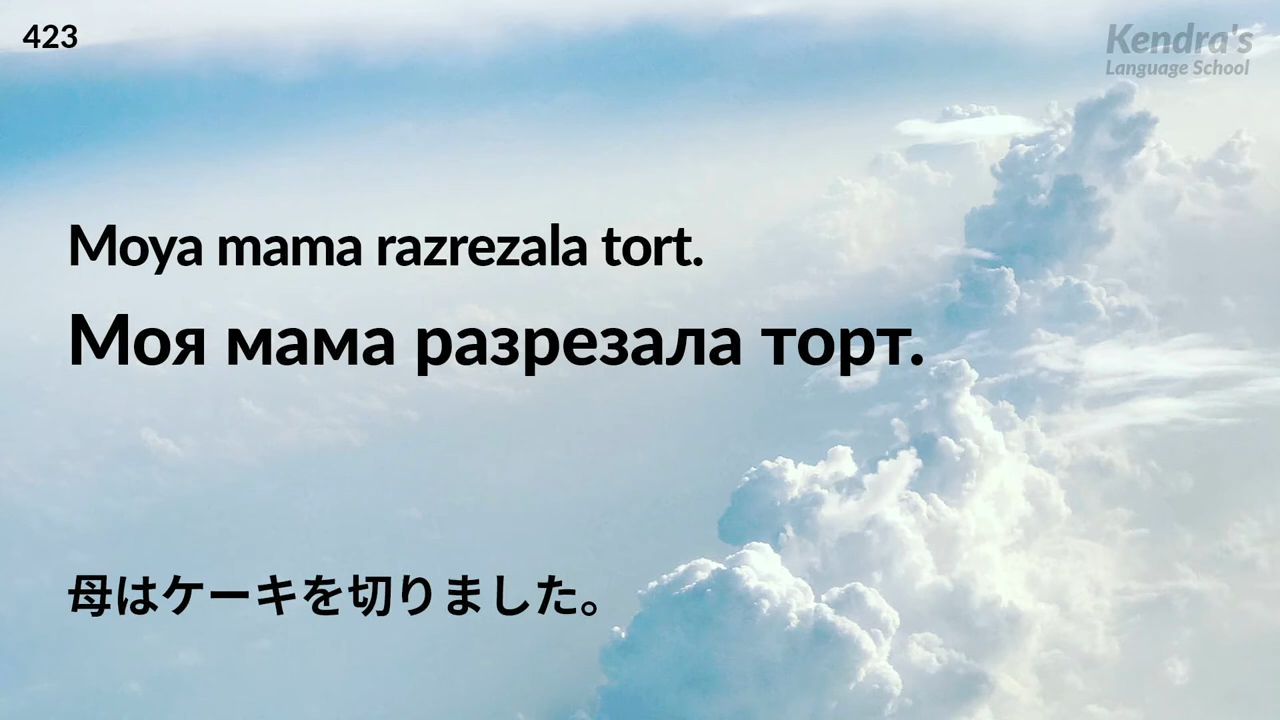 423
Kendra's
Language School
Moya mama razrezala tort.
Моя мама разрезала торт.
母はケーキを切りました。